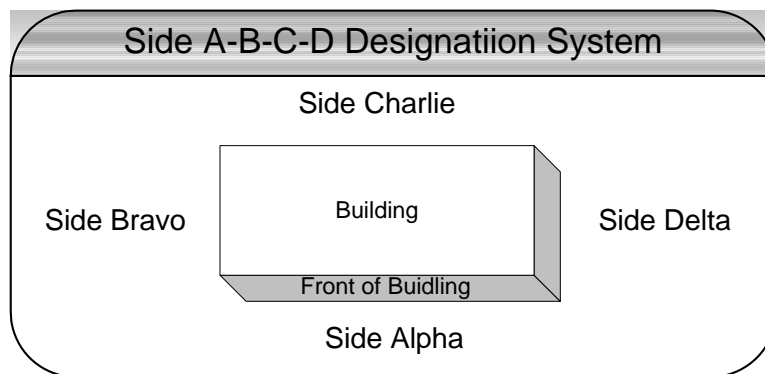 Side A-B-C-D Designatiion System
Side Charlie
Side Bravo
Building
Side Delta
Front of Buidling
Side Alpha